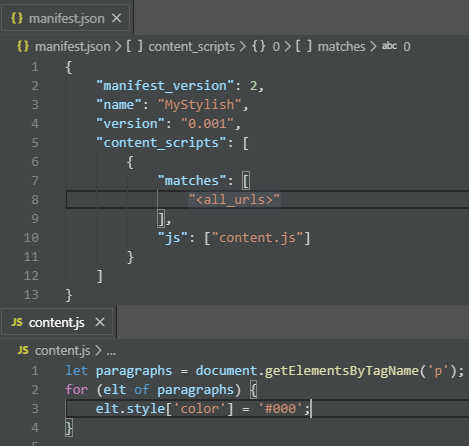 {} manifest.json ×
{} manifest.json > [ ] content_scripts > {} 0 > [ ] matches > abc 0
1 {
2 "manifest_version": 2,
3 "name": "MyStylish",
4 "version": "0.001",
5 "content_scripts": [
6 {
7 "matches": [
8 "<all_urls>"
9 ],
10 "js": ["content.js"]
11 }
12 ]
13 }
JS content.js ×
JS content.js > ...
1 let paragraphs = document.getElementsByTagName('p');
2 for (elt of paragraphs) {
3 elt.style['color'] = '#000';
4 }